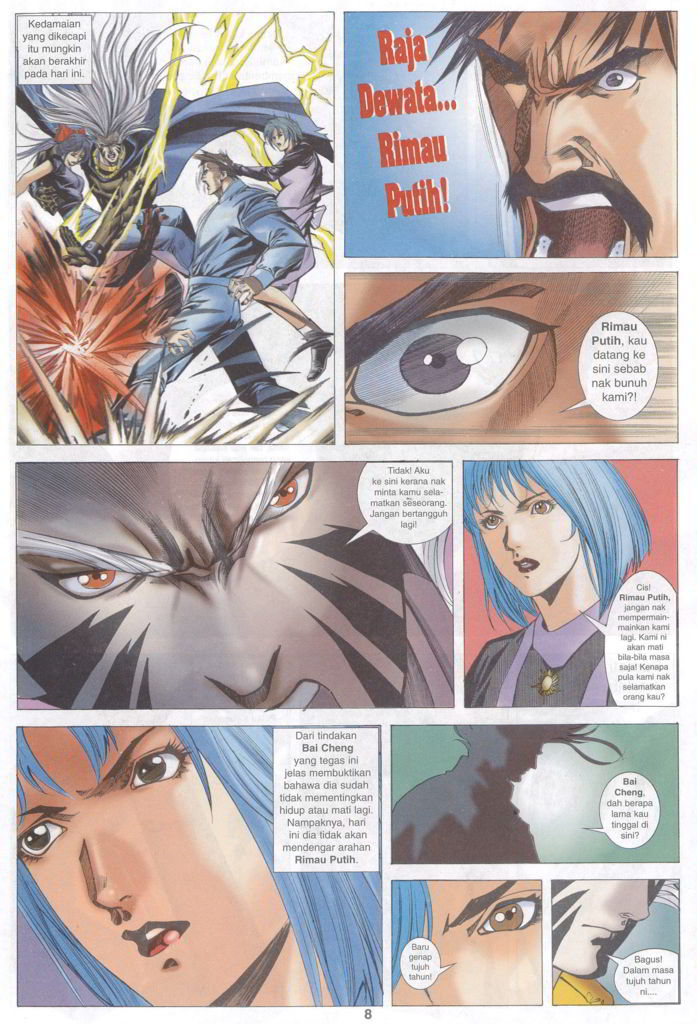 Kedamaian
yang dikecapi
itu mungkin
akan berakhir
pada hari ini.
Raja
Dewata...
Rimau
Putih!
Rimau
Putih, kau
datang ke
sini sebab
nak bunuh
kami?!
Tidak! Aku
ke sini kerana nak
minta kamu sela-
matkan seseorang.
Jangan bertangguh
lagi!
Cis!
Rimau Putih,
jangan nak
mempermain-
mainkan kami
lagi. Kami ni
akan mati
bila-bila masa
saja! Kenapa
pula kami nak
selamatkan
orang kau?
Dari tindakan
Bai Cheng
yang tegas ini
jelas membuktikan
bahawa dia sudah
tidak mementingkan
hidup atau mati lagi.
Nampaknya, hari
ini dia tidak akan
mendengar arahan
Rimau Putih.
Bai
Cheng,
dah berapa
lama kau
tinggal di
sini?
Baru
genap
tujuh
tahun!
Bagus!
Dalam masa
tujuh tahun
ni....
8